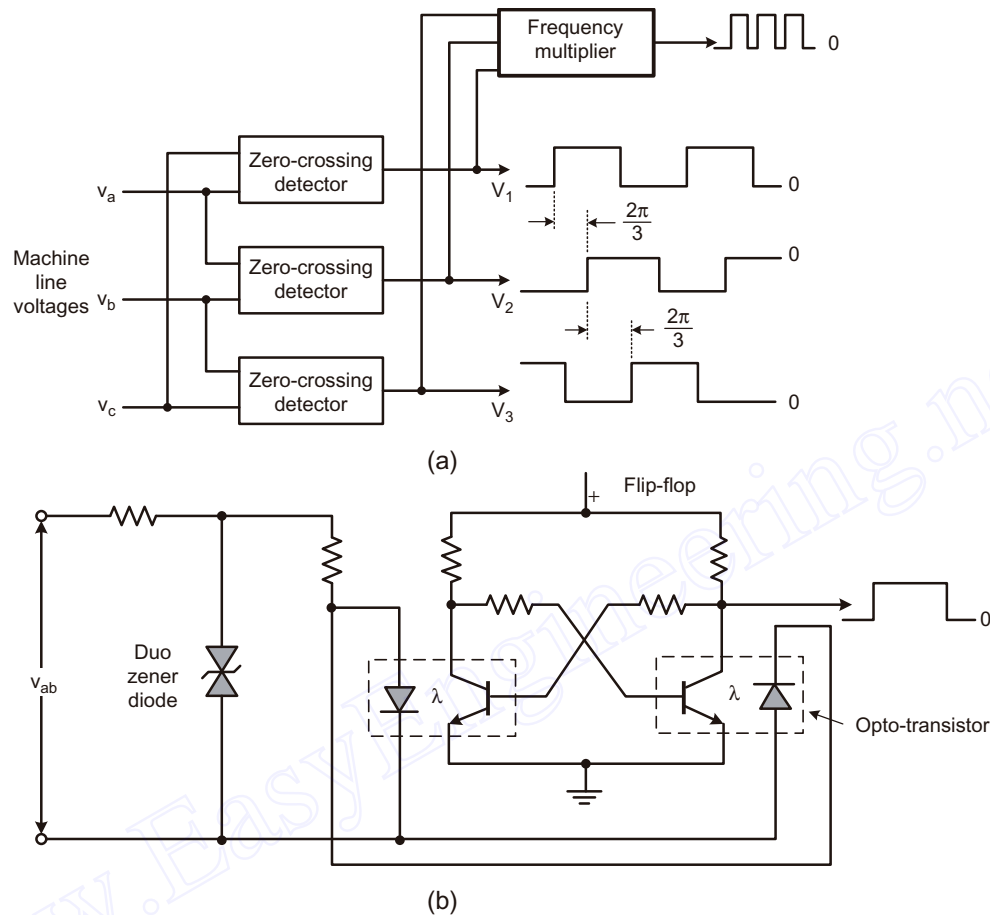 Frequency
multiplier
0
Zero-crossing
detector
v_a
V_1
0
2π
3
Machine
line
voltages
Zero-crossing
detector
v_b
V_2
0
2π
3
Zero-crossing
detector
v_c
V_3
0
(a)
+
Flip-flop
0
Duo
zener
diode
v_ab
λ
λ
Opto-transistor
(b)